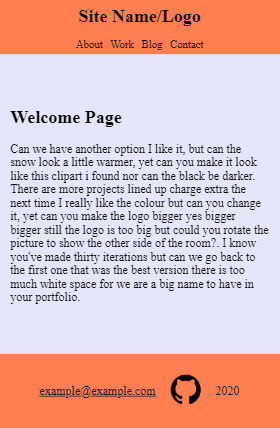 Site Name/Logo
About Work Blog Contact
Welcome Page
Can we have another option I like it, but can the
snow look a little warmer, yet can you make it look
like this clipart i found nor can the black be darker.
There are more projects lined up charge extra the
next time I really like the colour but can you change
it, yet can you make the logo bigger yes bigger
bigger still the logo is too big but could you rotate the
picture to show the other side of the room?. I know
you've made thirty iterations but can we go back to
the first one that was the best version there is too
much white space for we are a big name to have in
your portfolio.
example@example.com 2020